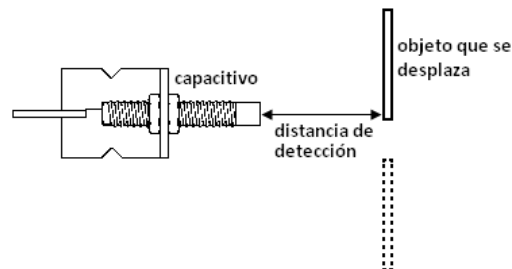 capacitivo
objeto que se
desplaza
distancia de
detección